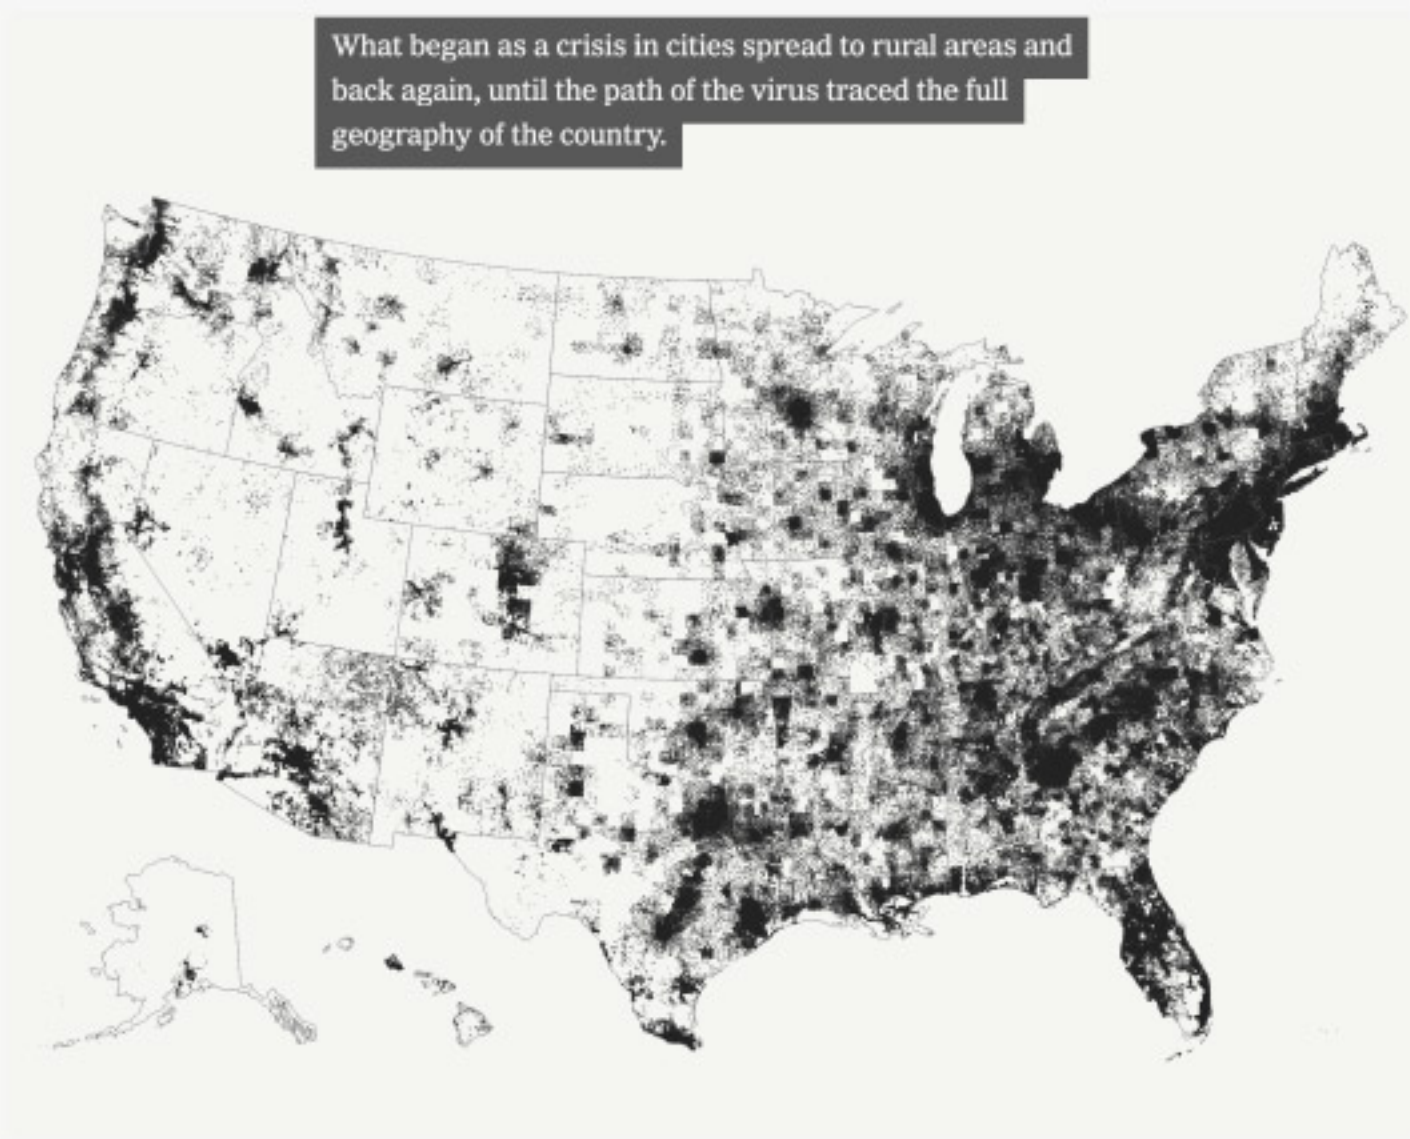 What began as a crisis in cities spread to rural areas and
back again, until the path of the virus traced the full
geography of the country.